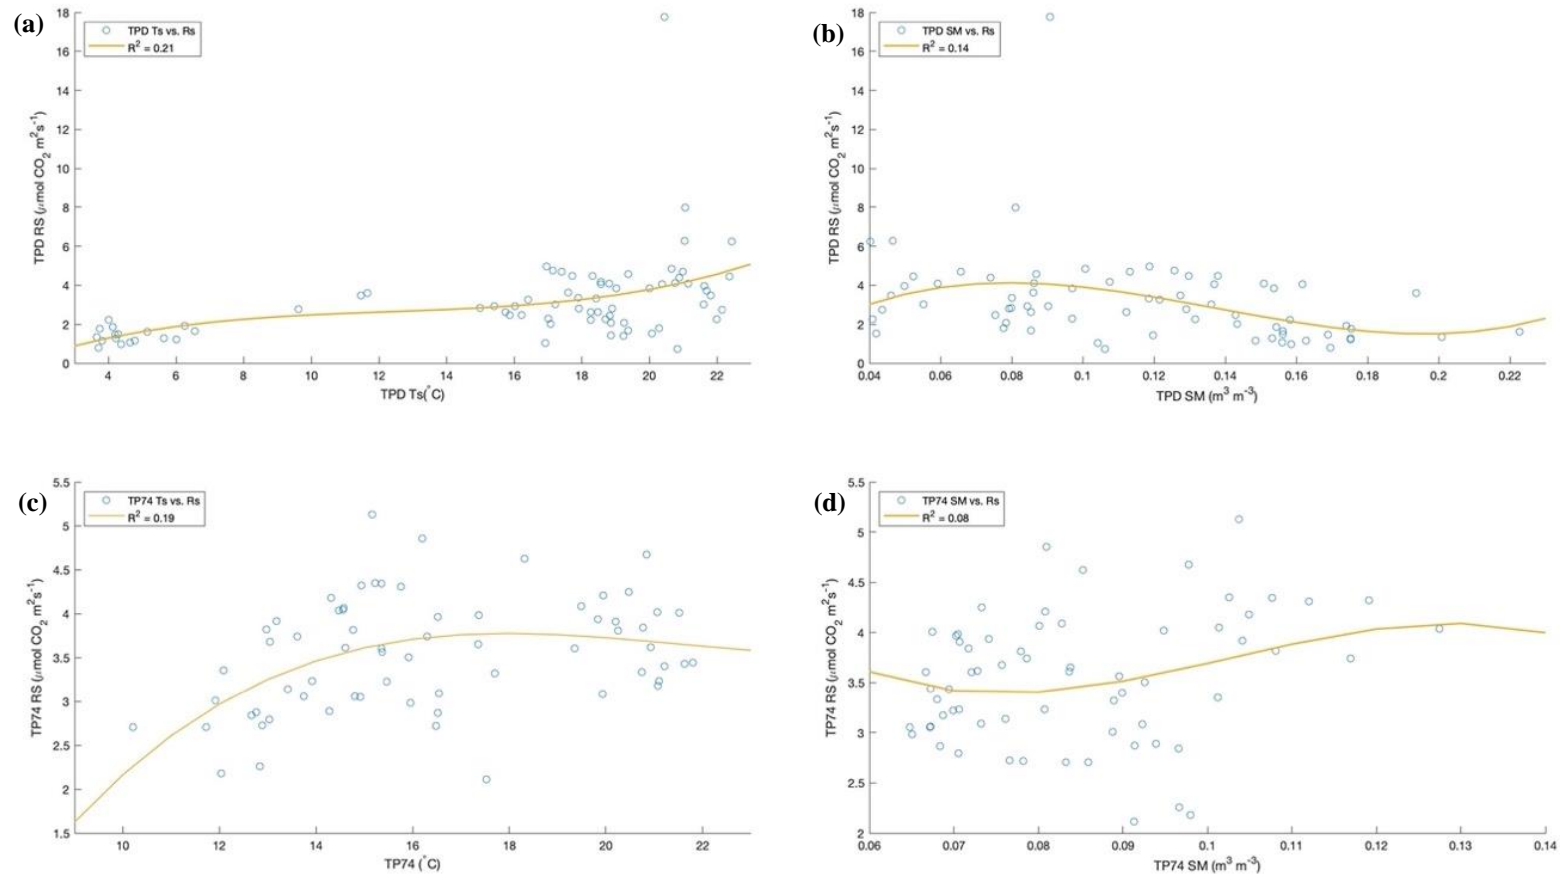 (a)
TPD Ts vs. Rs
R² = 0.21
18
16
14
12
10
8
6
4
2
0
TPD RS (μmol CO₂ m²s⁻¹)
4 6 8 10 12 14 16 18 20 22
TPD Ts(°C)
(b)
TPD SM vs. Rs
R² = 0.14
18
16
14
12
10
8
6
4
2
0
TPD RS (μmol CO₂ m²s⁻¹)
0.04 0.06 0.08 0.1 0.12 0.14 0.16 0.18 0.2 0.22
TPD SM (m³ m⁻³)
(c)
TP74 Ts vs. Rs
R² = 0.19
5.5
5
4.5
4
3.5
3
2.5
2
1.5
TP74 RS (μmol CO₂ m²s⁻¹)
10 12 14 16 18 20 22
TP74 (°C)
(d)
TP74 SM vs. Rs
R² = 0.08
5.5
5
4.5
4
3.5
3
2.5
2
TP74 RS (μmol CO₂ m²s⁻¹)
0.06 0.07 0.08 0.09 0.1 0.11 0.12 0.13 0.14
TP74 SM (m³ m⁻³)